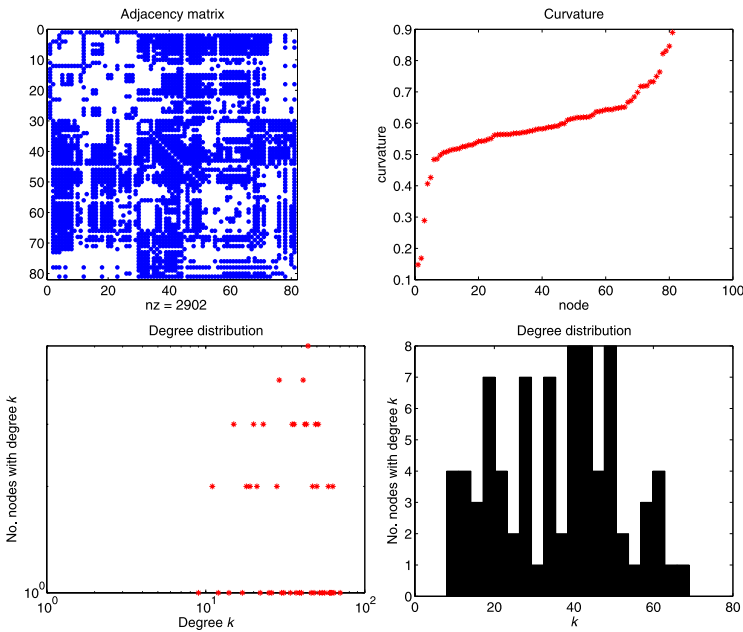 Adjacency matrix
0
10
20
30
40
50
60
70
80
0 20 40 60 80
nz = 2902
Curvature
0.9
0.8
0.7
0.6
0.5
0.4
0.3
0.2
0.1
curvature
0 20 40 60 80 100
node
Degree distribution
No. nodes with degree k
10^0
10^0 10^1 10^2
Degree k
Degree distribution
8
7
6
5
4
3
2
1
0
No. nodes with degree k
0 20 40 60 80
k